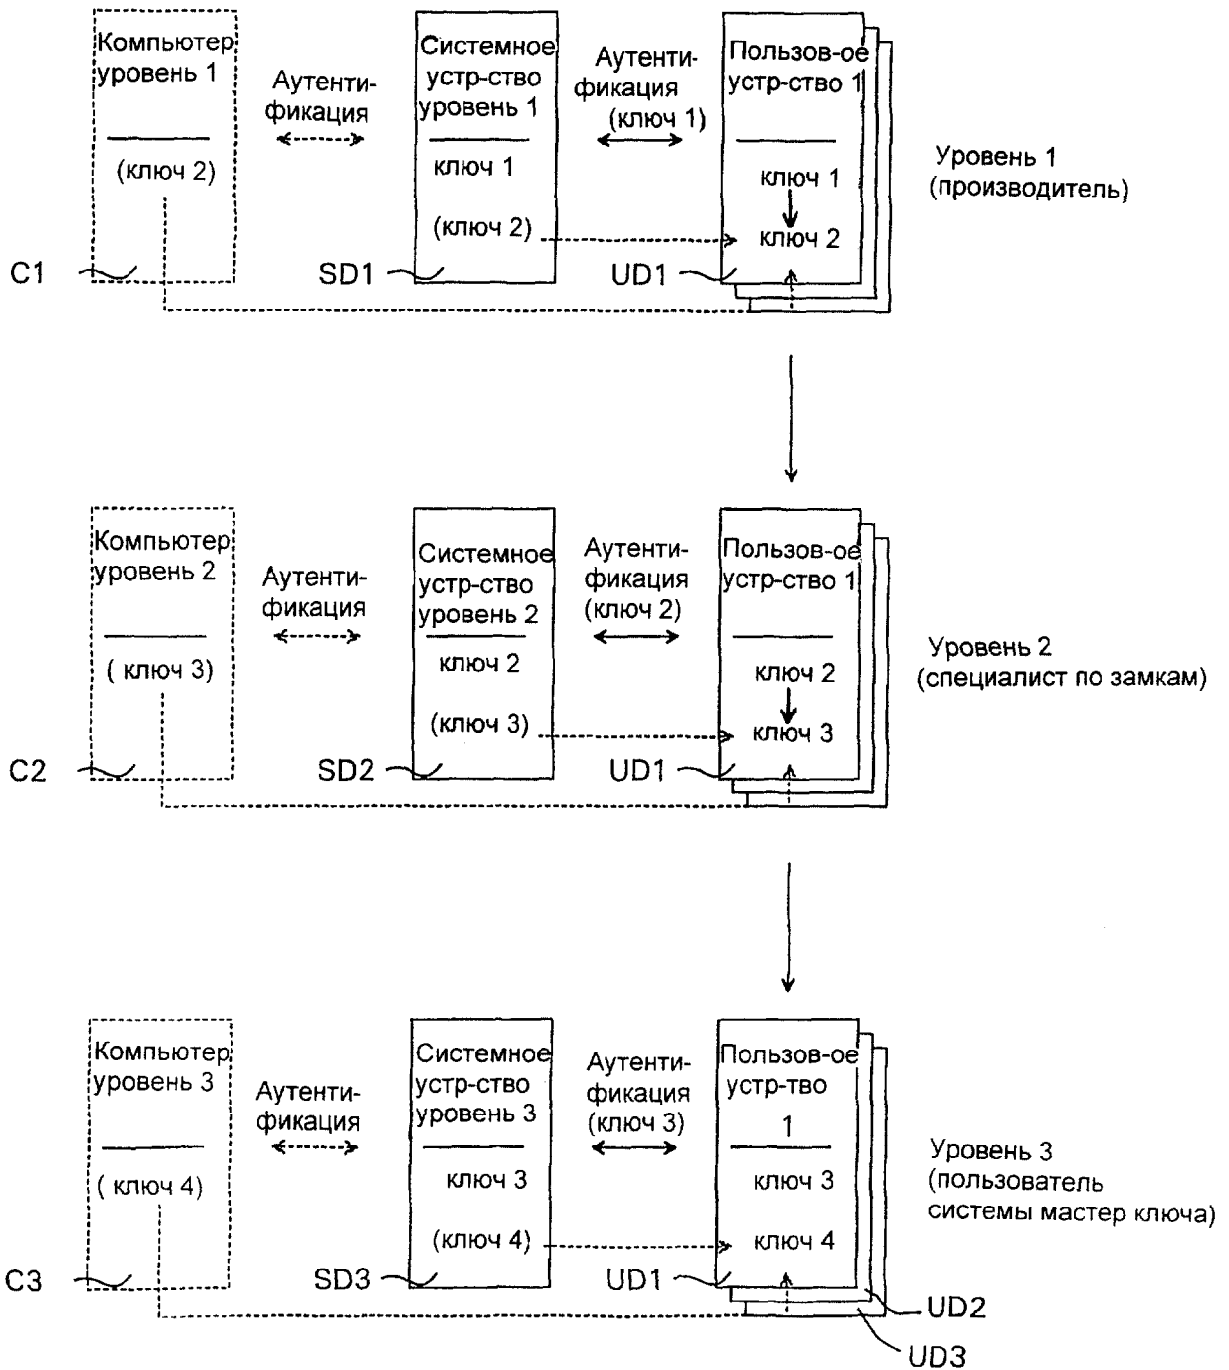 Компьютер
уровень 1
(ключ 2)
C1
Аутенти-
фикация
Системное
устр-ство
уровень 1
ключ 1
(ключ 2)
SD1
Аутенти-
фикация
(ключ 1)
Пользов-ое
устр-ство 1
ключ 1
ключ 2
UD1
Уровень 1
(производитель)
Компьютер
уровень 2
( ключ 3)
C2
Аутенти-
фикация
Системное
устр-ство
уровень 2
ключ 2
(ключ 3)
SD2
Аутенти-
фикация
(ключ 2)
Пользов-ое
устр-ство 1
ключ 2
ключ 3
UD1
Уровень 2
(специалист по замкам)
Компьютер
уровень 3
( ключ 4)
C3
Аутенти-
фикация
Системное
устр-ство
уровень 3
ключ 3
(ключ 4)
SD3
Аутенти-
фикация
(ключ 3)
Пользов-ое
устр-тво
1
ключ 3
ключ 4
UD1
UD2
UD3
Уровень 3
(пользователь
системы мастер ключа)